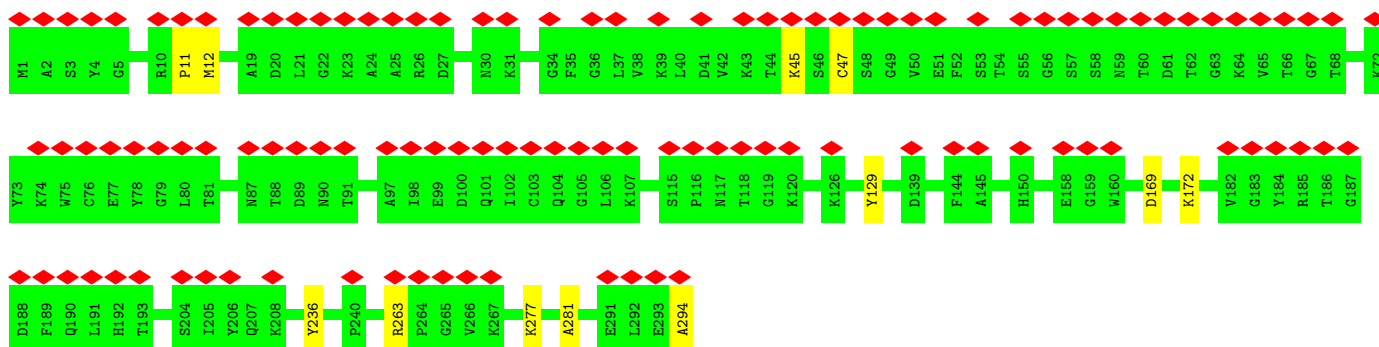 M1 A2 S3 Y4 G5 R10 P11 M12 A19 D20 L21 G22 K23 A24 A25 R26 D27 N30 K31 G34 F35 G36 L37 V38 K39 L40 D41 V42 K43 T44 K45 S46 C47 S48 G49 V50 E51 F52 S53 T54 S55 G56 S57 S58 N59 T60 D61 T62 G63 K64 V65 T66 G67 T68
Y73 K74 W75 C76 E77 Y78 G79 L80 T81 N87 T88 D89 N90 T91 A97 I98 E99 D100 Q101 I102 C103 Q104 G105 L106 K107 S115 P116 N117 T118 G119 K120 K126 Y129 D139 F144 A145 H150 E158 G159 W160 D169 K172 V182 G183 Y184 R185 T186 G187
D188 F189 Q190 L191 H192 T193 S204 I205 Y206 Q207 K208 Y236 P240 R263 P264 G265 V266 K267 K277 A281 E291 L292 E293 A294